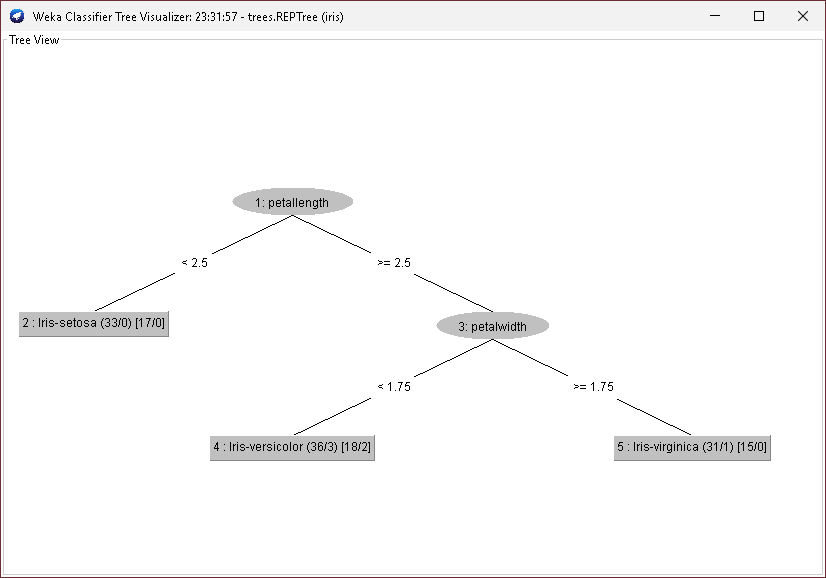 Weka Classifier Tree Visualizer: 23:31:57 - trees.REPTree (iris)
Tree View
1: petallength
< 2.5
>= 2.5
2 : Iris-setosa (33/0) [17/0]
3: petalwidth
< 1.75
>= 1.75
4 : Iris-versicolor (36/3) [18/2]
5 : Iris-virginica (31/1) [15/0]